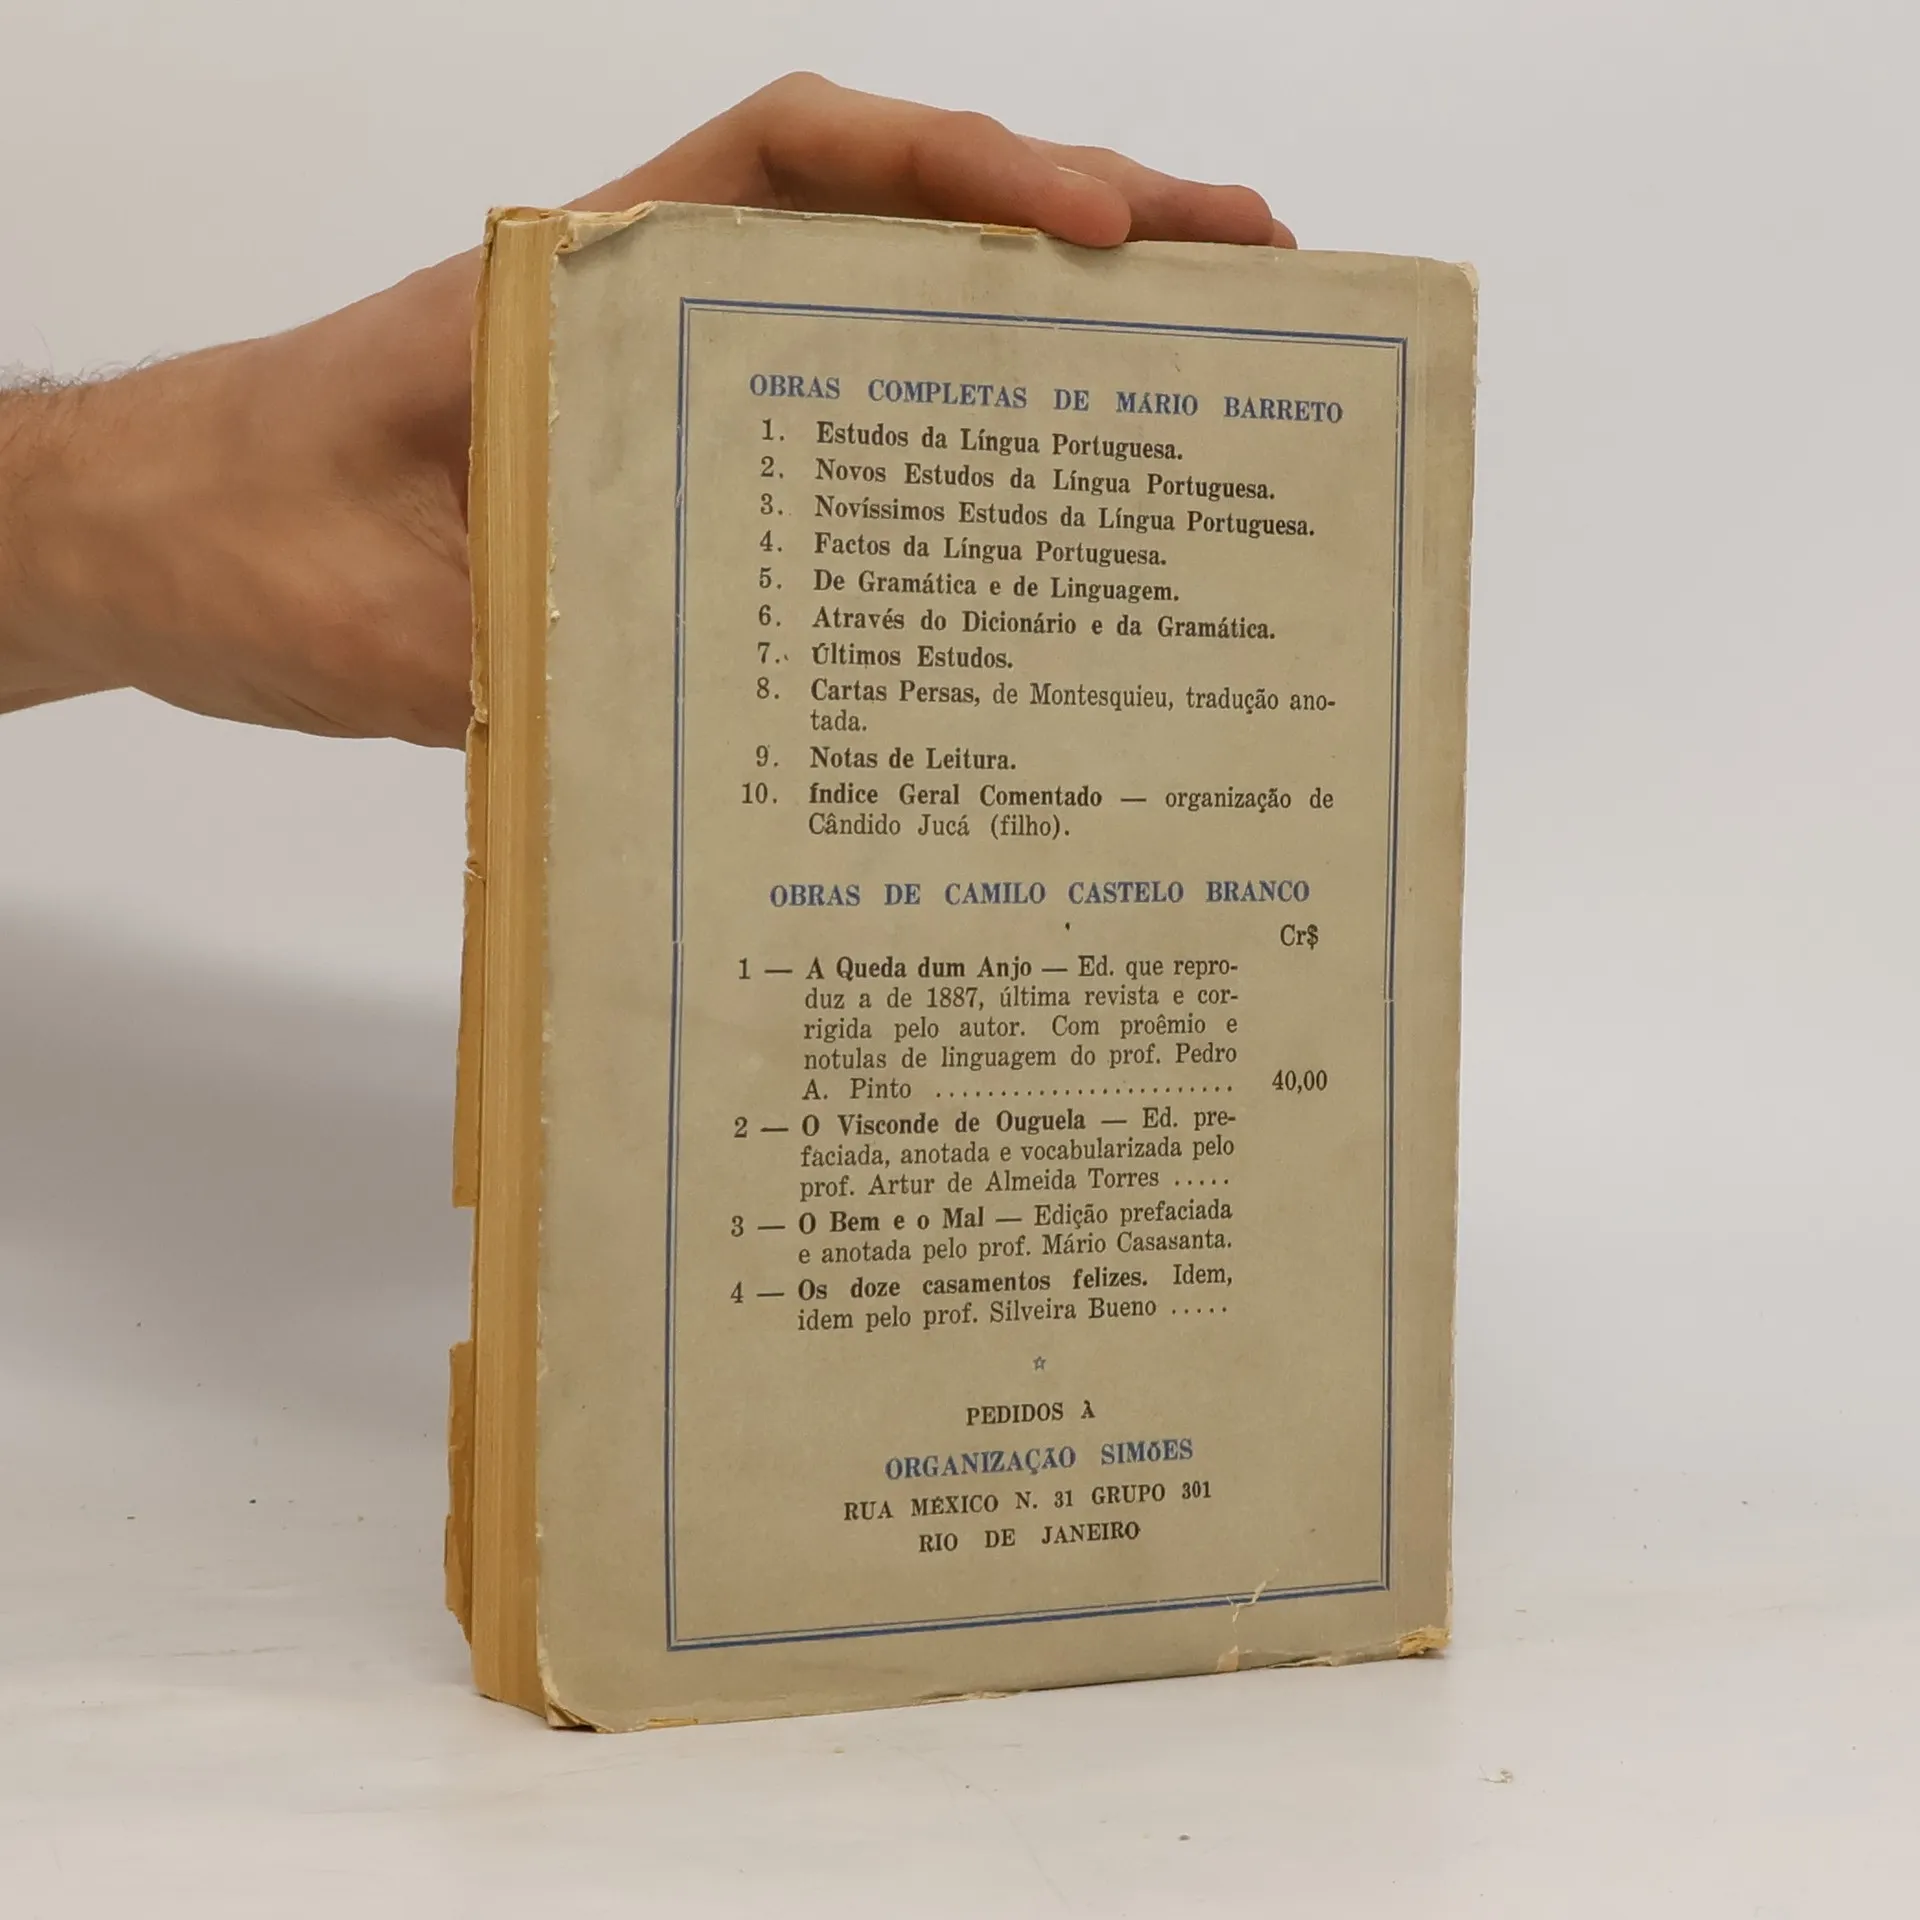 OBRAS COMPLETAS DE MÁRIO BARRETO
1. Estudos da Língua Portuguesa.
2. Novos Estudos da Língua Portuguesa.
3. Novíssimos Estudos da Língua Portuguesa.
4. Factos da Língua Portuguesa.
5. De Gramática e de Linguagem.
6. Através do Dicionário e da Gramática.
7. Últimos Estudos.
8. Cartas Persas, de Montesquieu, tradução ano-
tada.
9. Notas de Leitura.
10. Índice Geral Comentado — organização de
Cândido Jucá (filho).
OBRAS DE CAMILO CASTELO BRANCO
Cr$
1 — A Queda dum Anjo — Ed. que repro-
duz a de 1887, última revista e cor-
rigida pelo autor. Com proêmio e
notulas de linguagem do prof. Pedro
A. Pinto ........................ 40,00
2 — O Visconde de Ouguela — Ed. pre-
faciada, anotada e vocabularizada pelo
prof. Artur de Almeida Torres .....
3 — O Bem e o Mal — Edição prefaciada
e anotada pelo prof. Mário Casasanta.
4 — Os doze casamentos felizes. Idem,
idem pelo prof. Silveira Bueno .....
☆
PEDIDOS À
ORGANIZAÇÃO SIMÕES
RUA MÉXICO N. 31 GRUPO 301
RIO DE JANEIRO